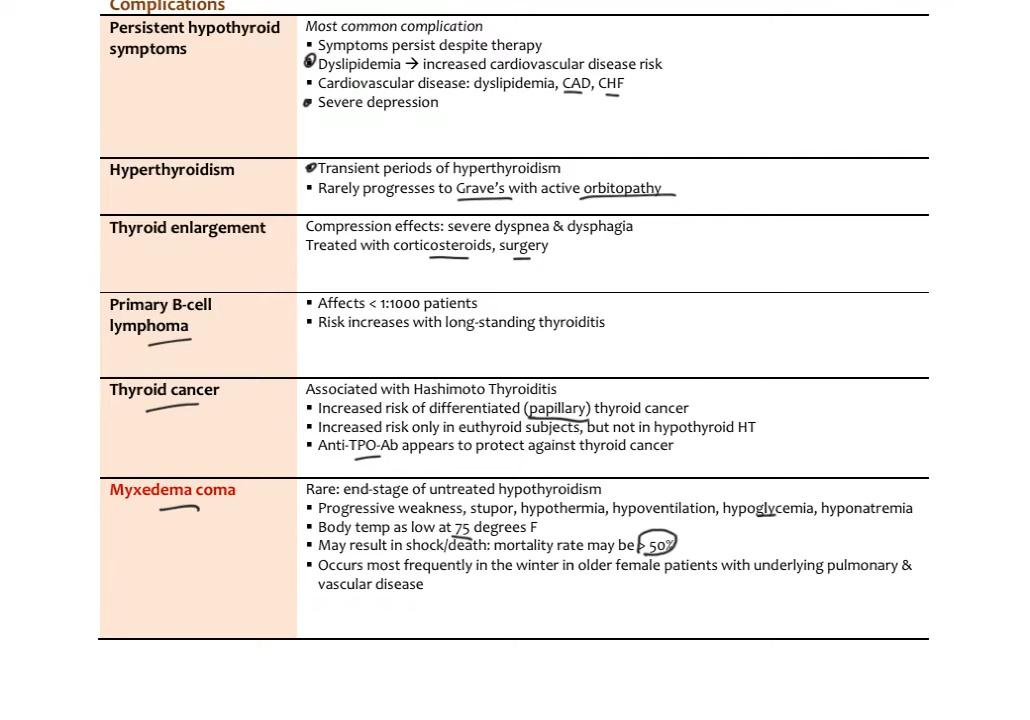 Complications
Persistent hypothyroid
symptoms
Most common complication
▪ Symptoms persist despite therapy
▪ Dyslipidemia → increased cardiovascular disease risk
▪ Cardiovascular disease: dyslipidemia, CAD, CHF
▪ Severe depression
Hyperthyroidism
▪ Transient periods of hyperthyroidism
▪ Rarely progresses to Grave's with active orbitopathy
Thyroid enlargement
Compression effects: severe dyspnea & dysphagia
Treated with corticosteroids, surgery
Primary B-cell
lymphoma
▪ Affects < 1:1000 patients
▪ Risk increases with long-standing thyroiditis
Thyroid cancer
Associated with Hashimoto Thyroiditis
▪ Increased risk of differentiated (papillary) thyroid cancer
▪ Increased risk only in euthyroid subjects, but not in hypothyroid HT
▪ Anti-TPO-Ab appears to protect against thyroid cancer
Myxedema coma
Rare: end-stage of untreated hypothyroidism
▪ Progressive weakness, stupor, hypothermia, hypoventilation, hypoglycemia, hyponatremia
▪ Body temp as low at 75 degrees F
▪ May result in shock/death: mortality rate may be > 50%
▪ Occurs most frequently in the winter in older female patients with underlying pulmonary &
vascular disease